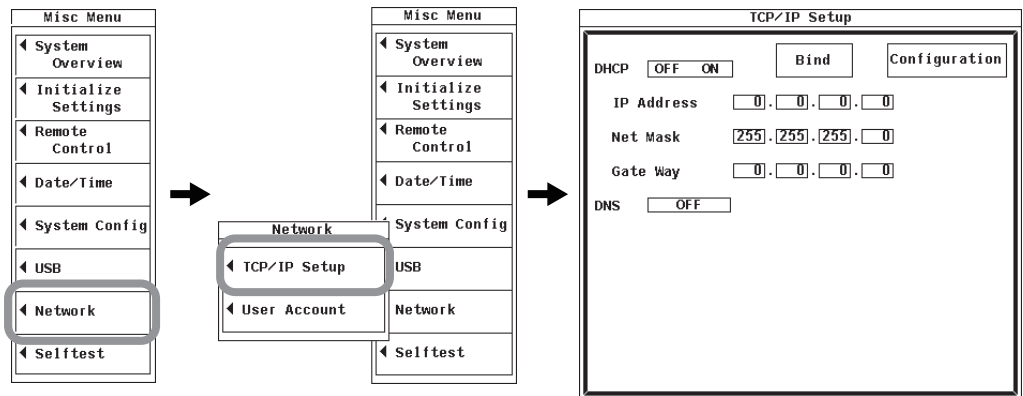 Misc Menu
System
Overview
Initialize
Settings
Remote
Control
Date/Time
System Config
USB
Network
Selftest
Network
TCP/IP Setup
User Account
Misc Menu
System
Overview
Initialize
Settings
Remote
Control
Date/Time
System Config
USB
Network
Selftest
TCP/IP Setup
DHCP OFF ON Bind Configuration
IP Address 0. 0. 0. 0
Net Mask 255. 255. 255. 0
Gate Way 0. 0. 0. 0
DNS OFF